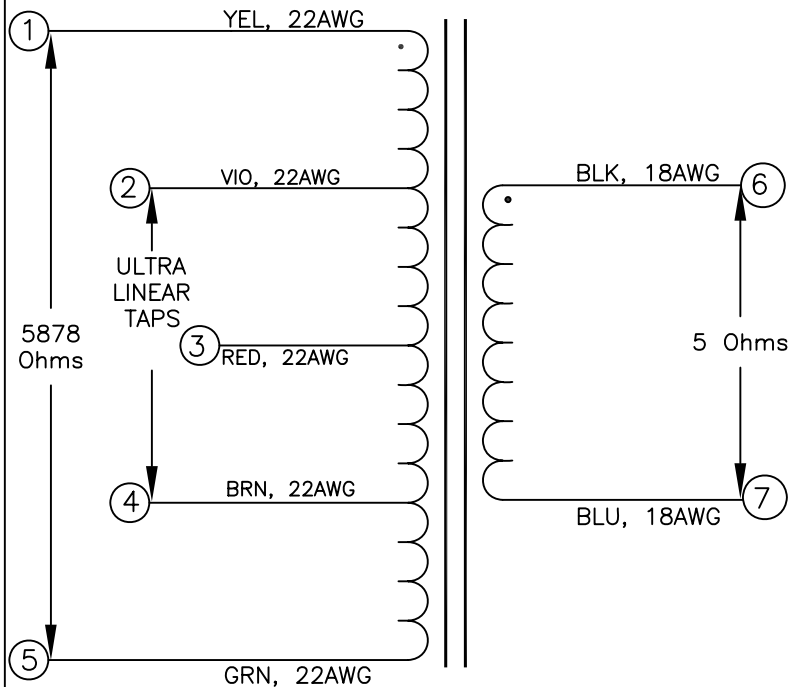 1
YEL, 22AWG
2
VIO, 22AWG
BLK, 18AWG
6
ULTRA
LINEAR
TAPS
5878
Ohms
3
RED, 22AWG
5 Ohms
4
BRN, 22AWG
7
BLU, 18AWG
5
GRN, 22AWG